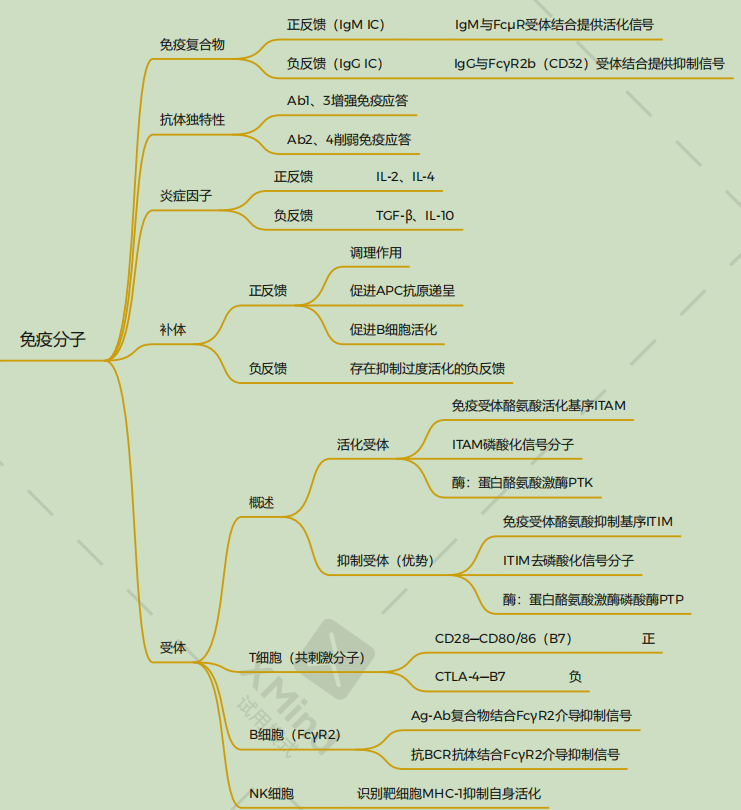 正反馈（IgM IC） IgM与FcμR受体结合提供活化信号
免疫复合物
负反馈（IgG IC） IgG与FcγR2b（CD32）受体结合提供抑制信号
Ab1、3增强免疫应答
抗体独特性
Ab2、4削弱免疫应答
正反馈 IL-2、IL-4
炎症因子
负反馈 TGF-β、IL-10
调理作用
正反馈 促进APC抗原递呈
补体
促进B细胞活化
免疫分子
负反馈 存在抑制过度活化的负反馈
免疫受体酪氨酸活化基序ITAM
活化受体 ITAM磷酸化信号分子
酶：蛋白酪氨酸激酶PTK
概述
免疫受体酪氨酸抑制基序ITIM
抑制受体（优势） ITIM去磷酸化信号分子
酶：蛋白酪氨酸激酶磷酸酶PTP
受体
CD28—CD80/86（B7） 正
T细胞（共刺激分子）
CTLA-4—B7 负
Ag-Ab复合物结合FcγR2介导抑制信号
B细胞（FcγR2）
抗BCR抗体结合FcγR2介导抑制信号
NK细胞 识别靶细胞MHC-1抑制自身活化
XMind
试用模式